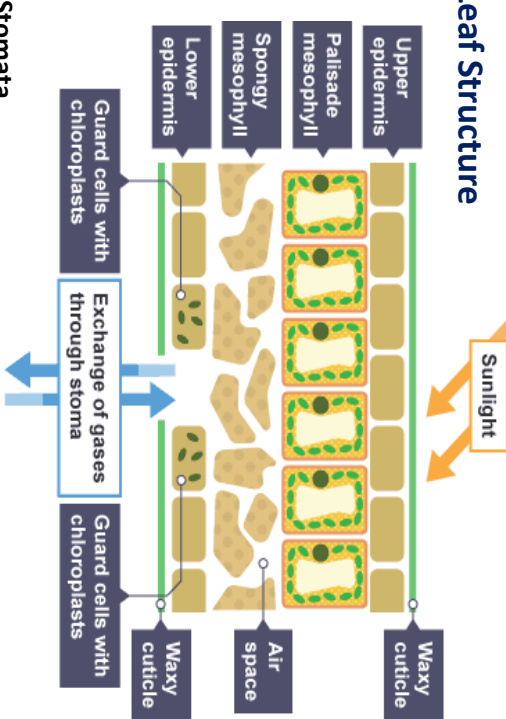 Leaf Structure
Sunlight
Upper
epidermis
Palisade
mesophyll
Spongy
mesophyll
Lower
epidermis
Waxy
cuticle
Air
space
Waxy
cuticle
Guard cells with
chloroplasts
Exchange of gases
through stoma
Guard cells with
chloroplasts
Stomata